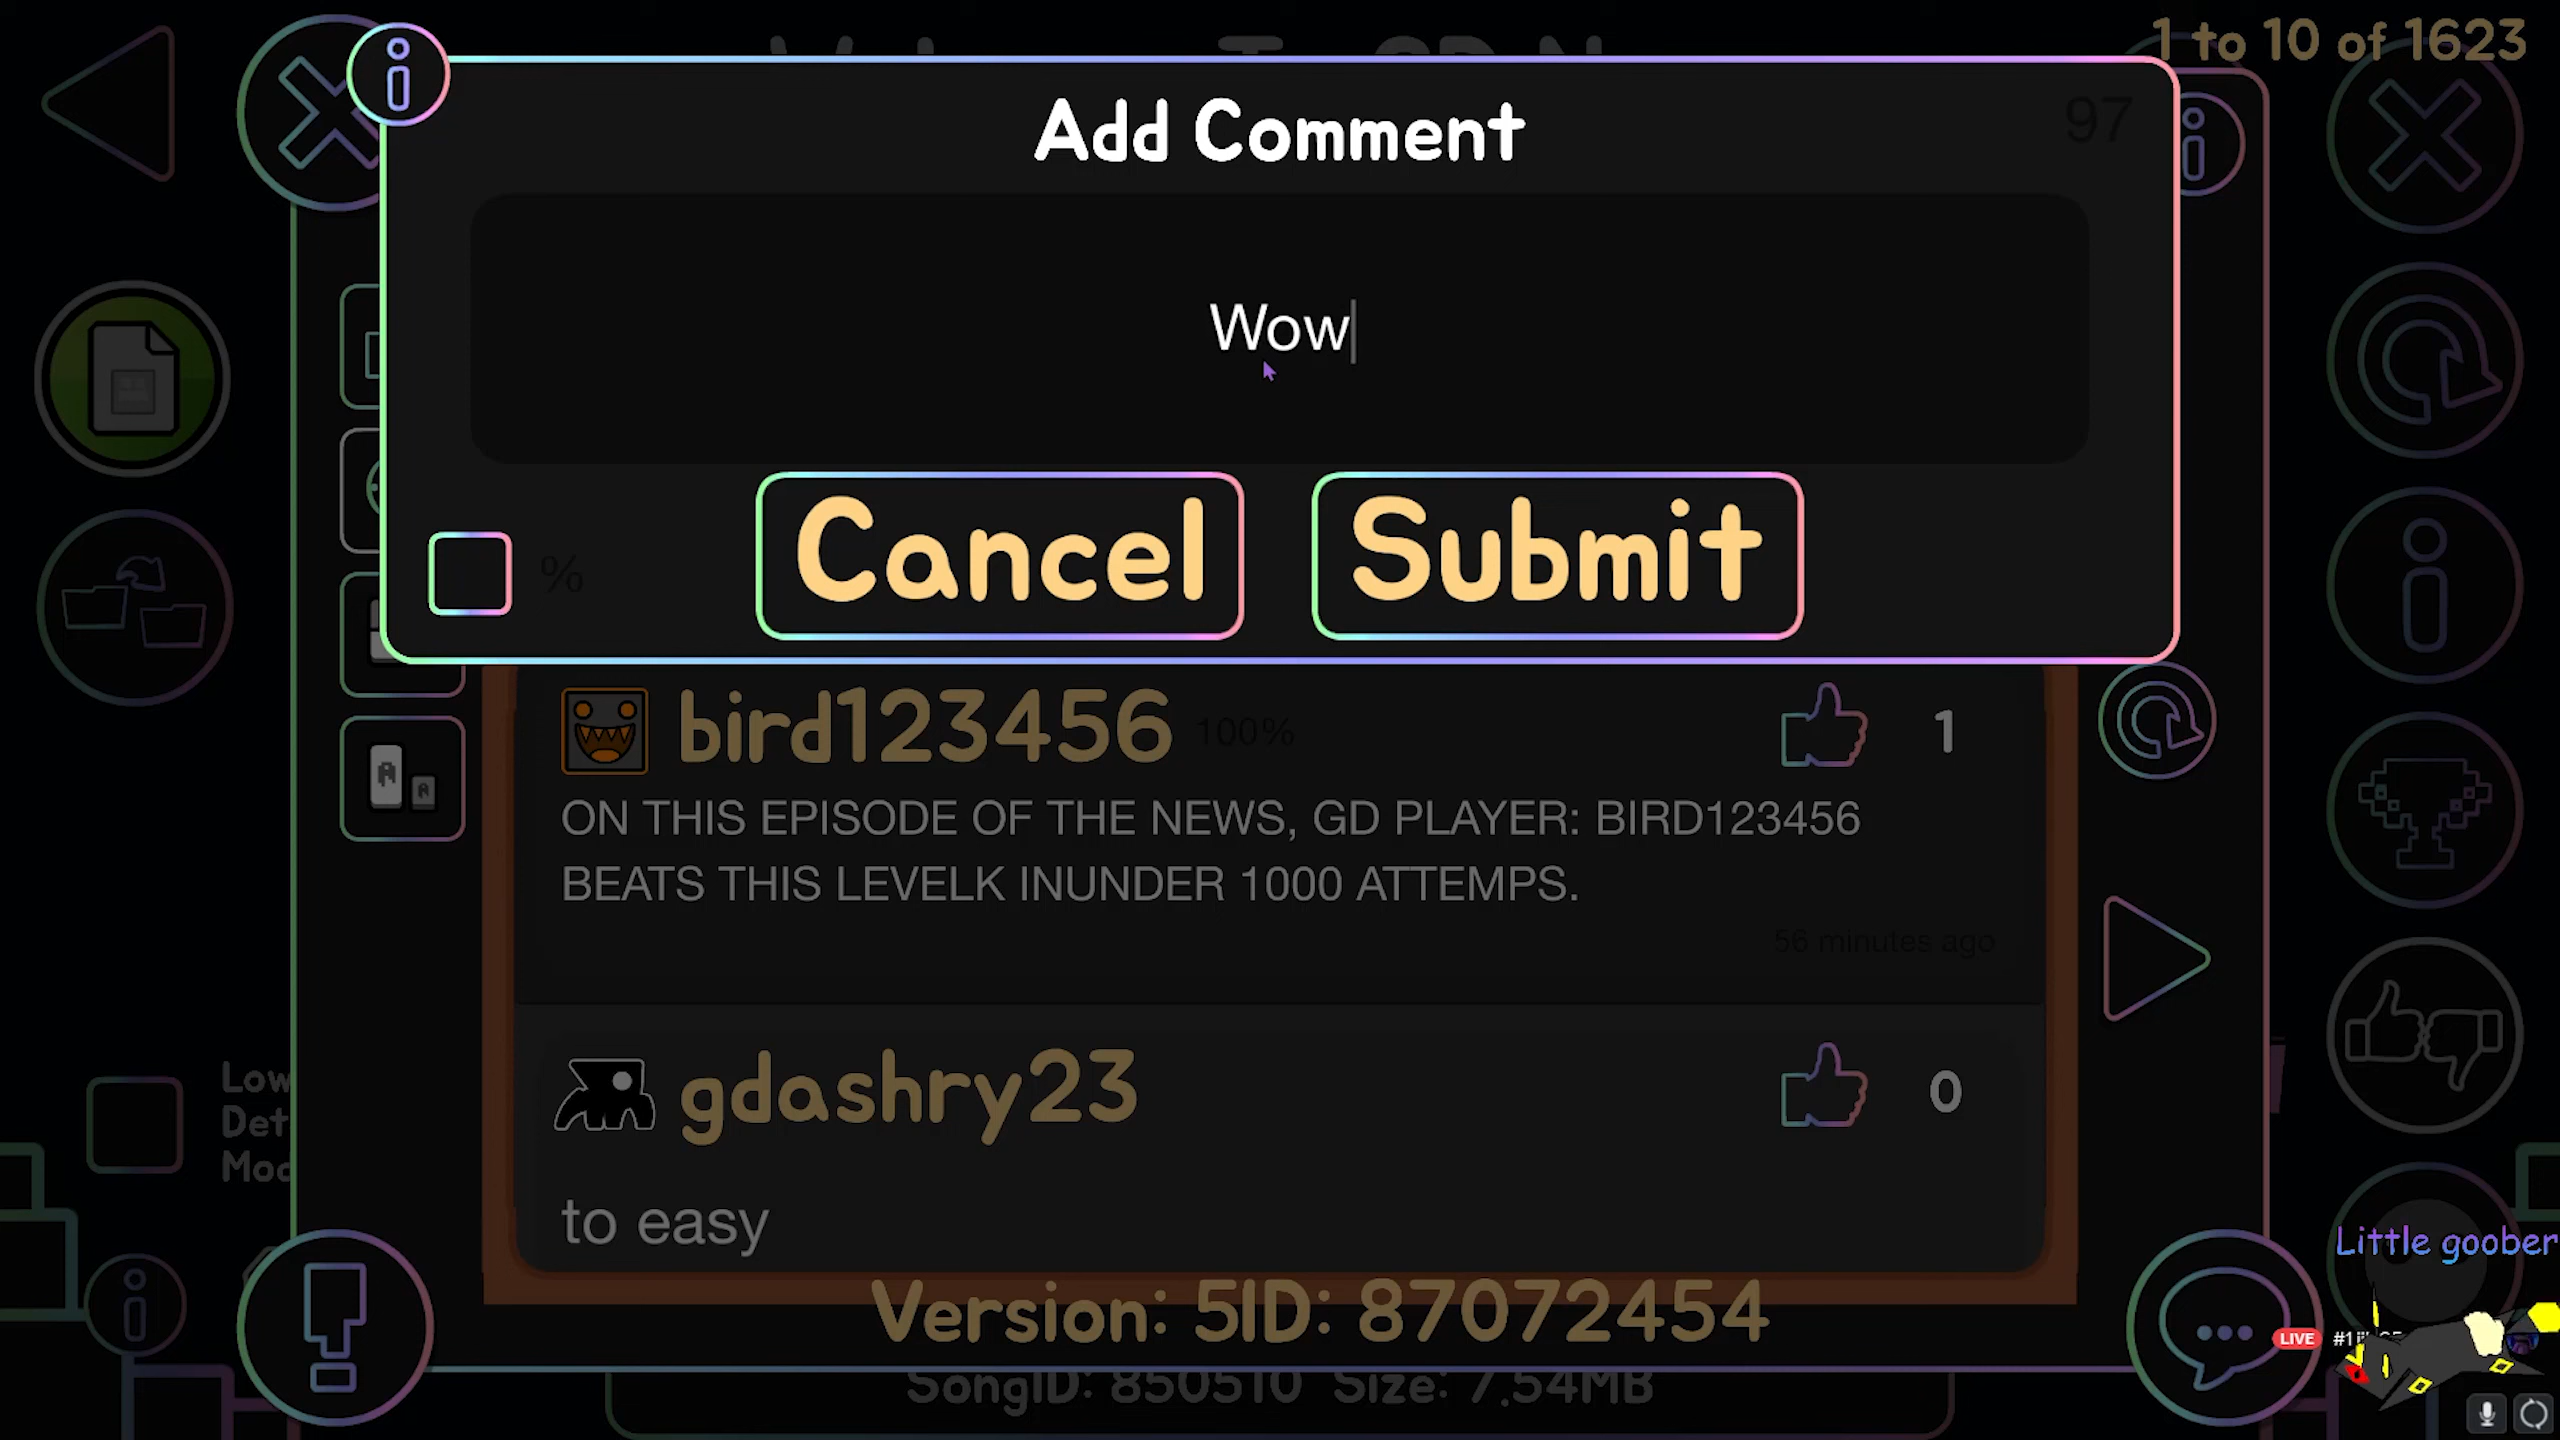 1 to 10 of 1623
Add Comment
97
Wow
%
Cancel
Submit
bird123456 100%
1
ON THIS EPISODE OF THE NEWS, GD PLAYER: BIRD123456
BEATS THIS LEVELK INUNDER 1000 ATTEMPS.
56 minutes ago
gdashry23
0
to easy
Low
Version: 5ID: 87072454
SongID: 850510 Size: 7.54MB
Little goober
LIVE